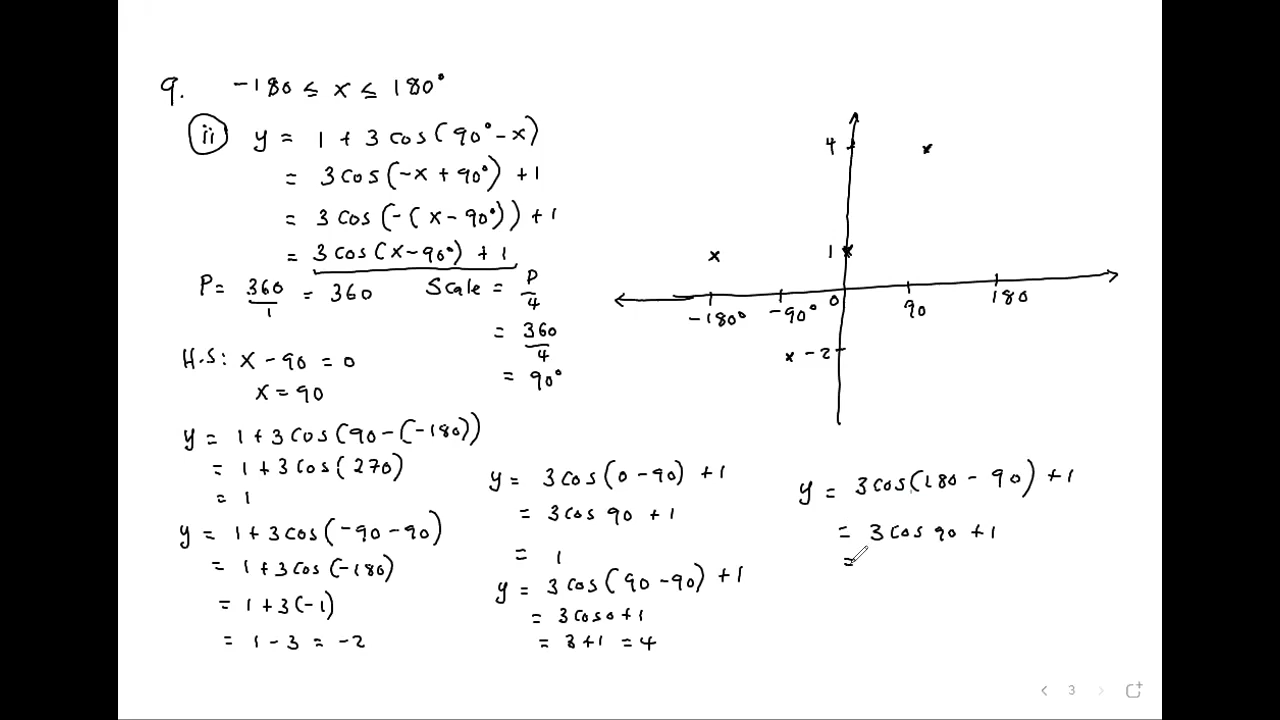 9. -180 ≤ x ≤ 180°
ii y = 1 + 3 cos(90° - x)
= 3 cos(-x + 90°) + 1
= 3 cos(-(x - 90°)) + 1
= 3 cos(x - 90°) + 1
P = 360/1 = 360
Scale = P/4
= 360/4
= 90°
H.S: x - 90 = 0
x = 90
y = 1 + 3 cos(90 - (-180))
= 1 + 3 cos(270)
= 1
y = 1 + 3 cos(-90 - 90)
= 1 + 3 cos(-180)
= 1 + 3(-1)
= 1 - 3 = -2
y = 3 cos(0 - 90) + 1
= 3 cos 90 + 1
= 1
y = 3 cos(90 - 90) + 1
= 3 cos 0 + 1
= 3 + 1 = 4
y = 3 cos(180 - 90) + 1
= 3 cos 90 + 1
=
4
1
-180° -90° 0 90 180
-2
3